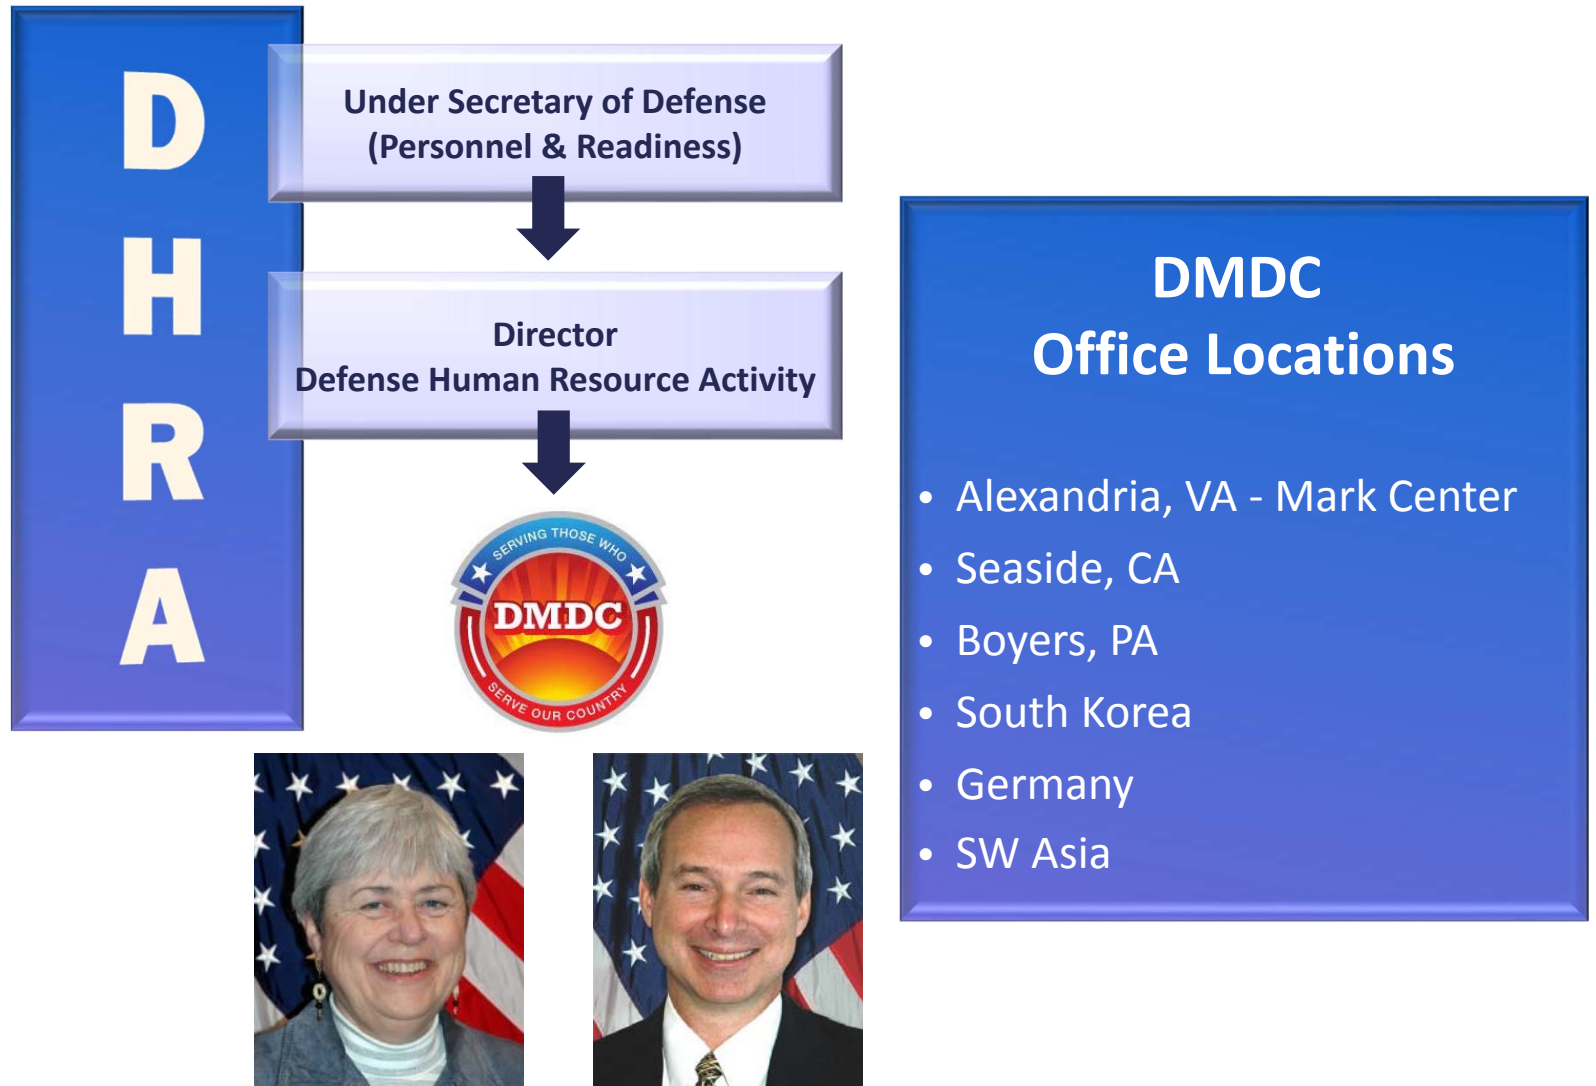 D
H
R
A
Under Secretary of Defense
(Personnel & Readiness)
Director
Defense Human Resource Activity
SERVING THOSE WHO
DMDC
SERVE OUR COUNTRY
DMDC
Office Locations
• Alexandria, VA - Mark Center
• Seaside, CA
• Boyers, PA
• South Korea
• Germany
• SW Asia